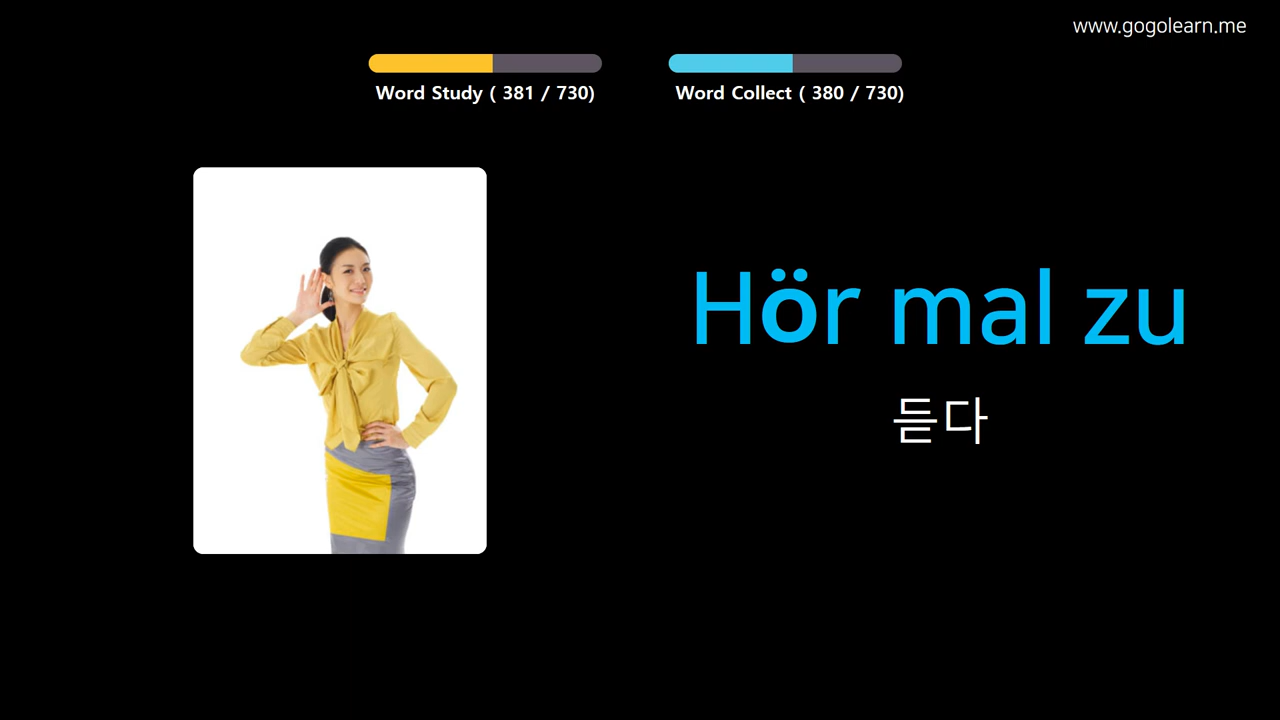 www.gogolearn.me
Word Study ( 381 / 730)
Word Collect ( 380 / 730)
Hör mal zu
듣다